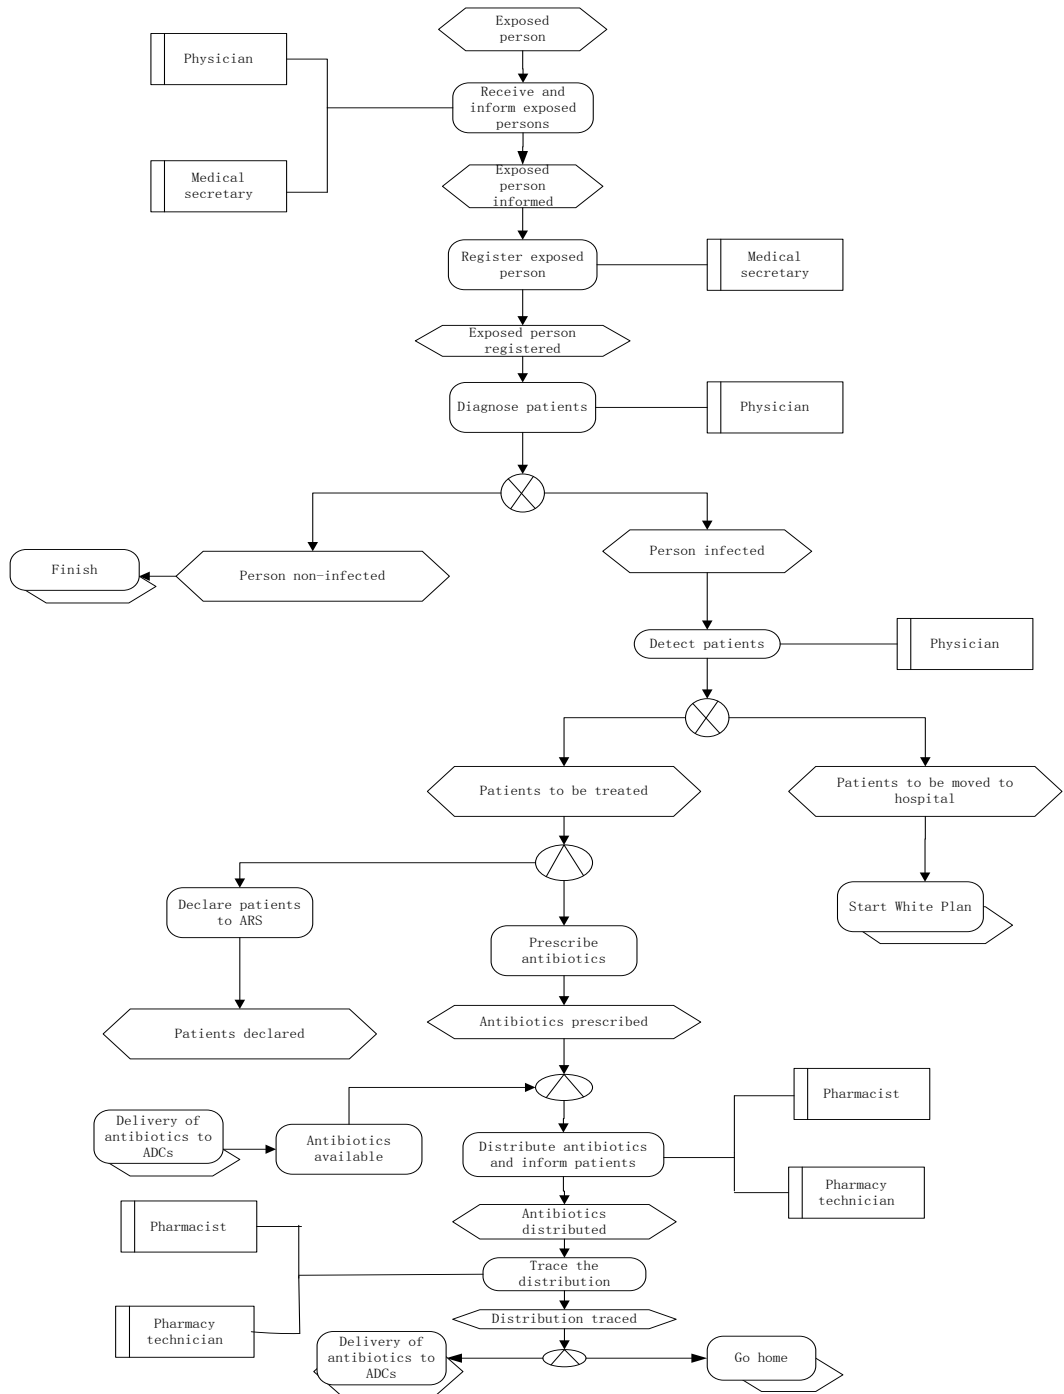 Exposed
person
Physician
Receive and
inform exposed
persons
Medical
secretary
Exposed
person
informed
Register exposed
person
Medical
secretary
Exposed person
registered
Diagnose patients
Physician
Person infected
Finish
Person non-infected
Detect patients
Physician
Patients to be treated
Patients to be moved to
hospital
Declare patients
to ARS
Start White Plan
Prescribe
antibiotics
Patients declared
Antibiotics prescribed
Pharmacist
Delivery of
antibiotics to
ADCs
Antibiotics
available
Distribute antibiotics
and inform patients
Pharmacy
technician
Pharmacist
Antibiotics
distributed
Trace the
distribution
Pharmacy
technician
Distribution traced
Delivery of
antibiotics to
ADCs
Go home